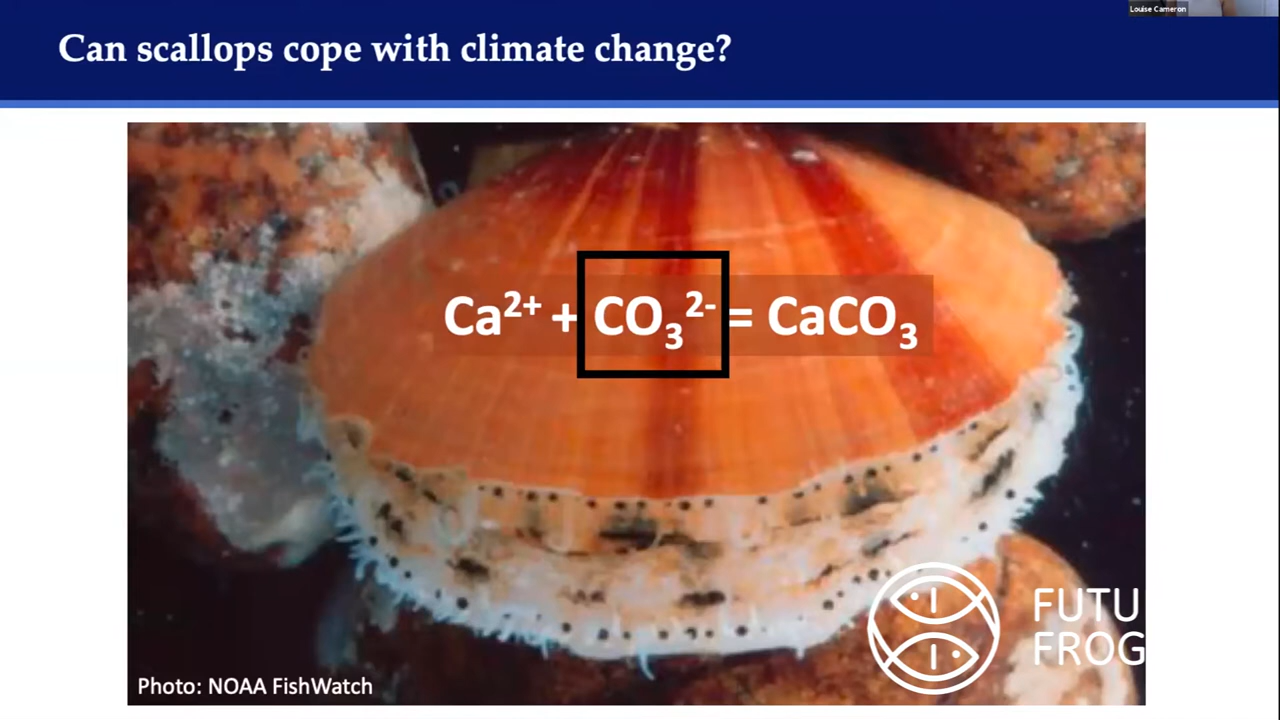 Louise Cameron
Can scallops cope with climate change?
Ca²⁺ + CO₃²⁻ = CaCO₃
FUTU
FROG
Photo: NOAA FishWatch